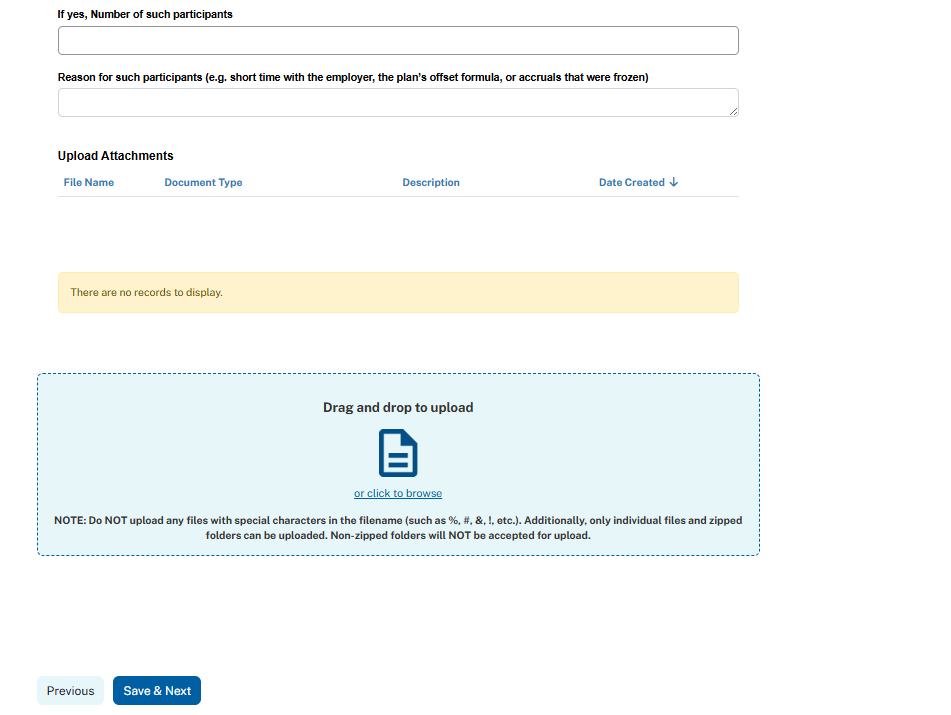 If yes, Number of such participants
Reason for such participants (e.g. short time with the employer, the plan's offset formula, or accruals that were frozen)
Upload Attachments
File Name Document Type Description Date Created
There are no records to display.
Drag and drop to upload
or click to browse
NOTE: Do NOT upload any files with special characters in the filename (such as %, #, &, !, etc.). Additionally, only individual files and zipped
folders can be uploaded. Non-zipped folders will NOT be accepted for upload.
Previous Save & Next